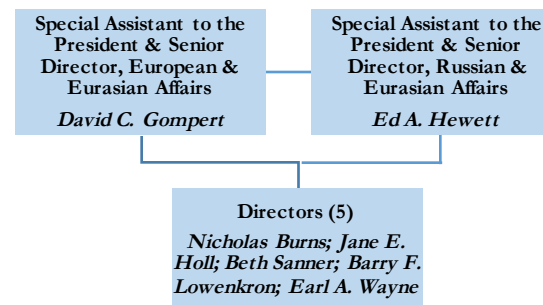 Special Assistant to the
President & Senior
Director, European &
Eurasian Affairs
David C. Gompert
Special Assistant to the
President & Senior
Director, Russian &
Eurasian Affairs
Ed A. Hewett
Directors (5)
Nicholas Burns; Jane E.
Holl; Beth Sanner; Barry F.
Lowenkron; Earl A. Wayne